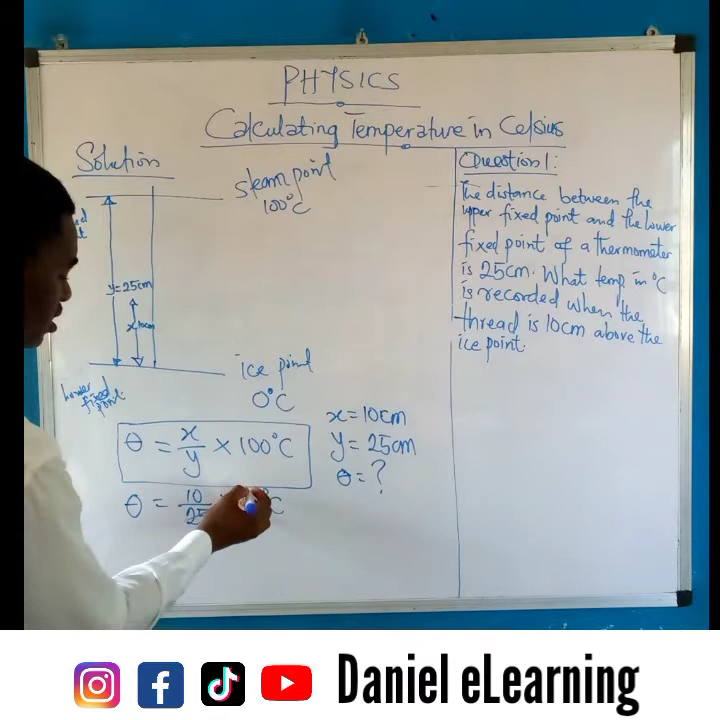 PHYSICS
Calculating Temperature in Celsius
Solution
steam point
100°C
y=25cm
x 10cm
ice point
0°C
lower
fixed
point
θ = x/y × 100°C
θ = 10/25
x=10cm
y=25cm
θ=?
Question 1:
The distance between the
upper fixed point and the lower
fixed point of a thermometer
is 25cm. What temp in °C
is recorded when the
thread is 10cm above the
ice point.
Daniel eLearning